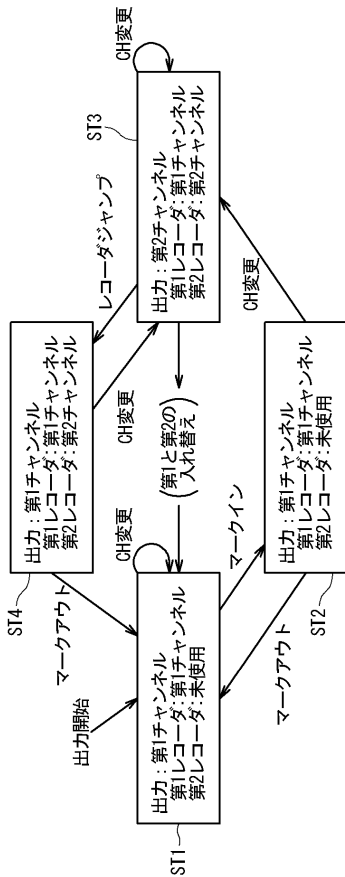 ST4
出力：第1チャンネル
第1レコーダ：第1チャンネル
第2レコーダ：第2チャンネル
マークアウト
CH変更
レコーダジャンプ
出力開始
CH変更
ST1
出力：第1チャンネル
第1レコーダ：第1チャンネル
第2レコーダ：未使用
(第1と第2の
入れ替え)
ST3
CH変更
出力：第2チャンネル
第1レコーダ：第1チャンネル
第2レコーダ：第2チャンネル
マークイン
マークアウト
CH変更
ST2
出力：第1チャンネル
第1レコーダ：第1チャンネル
第2レコーダ：未使用